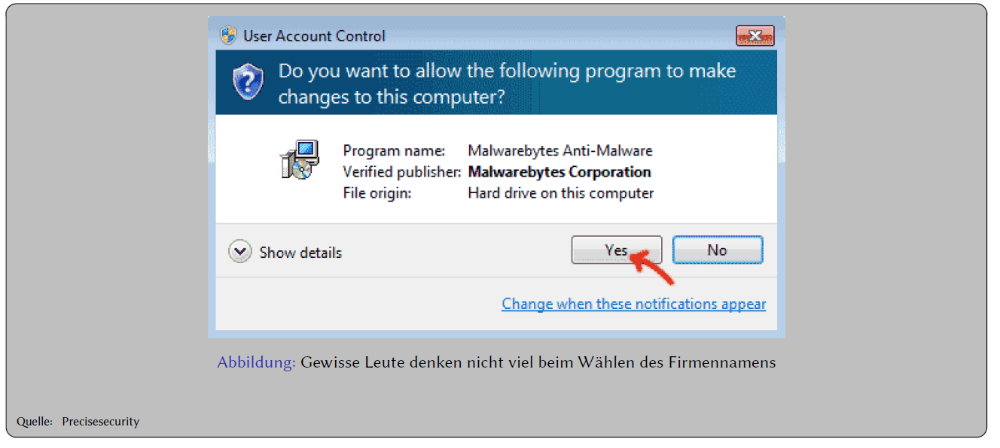 User Account Control
Do you want to allow the following program to make
changes to this computer?
Program name: Malwarebytes Anti-Malware
Verified publisher: Malwarebytes Corporation
File origin: Hard drive on this computer
Show details
Yes
No
Change when these notifications appear
Abbildung: Gewisse Leute denken nicht viel beim Wählen des Firmennamens
Quelle: Precisesecurity